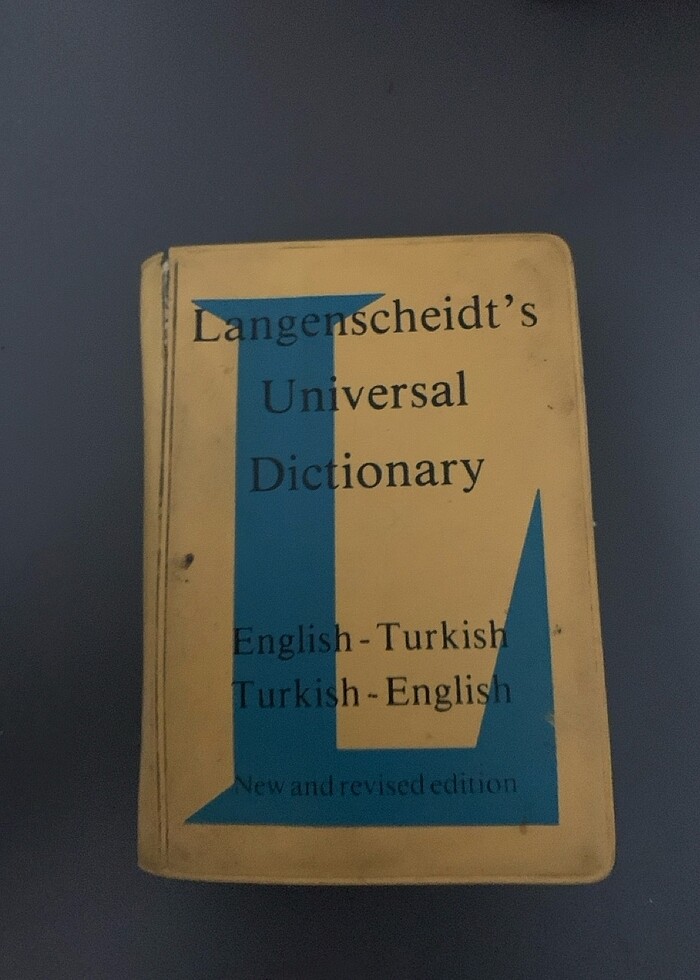 Langenscheidt's
Universal
Dictionary
English - Turkish
Turkish - English
New and revised edition